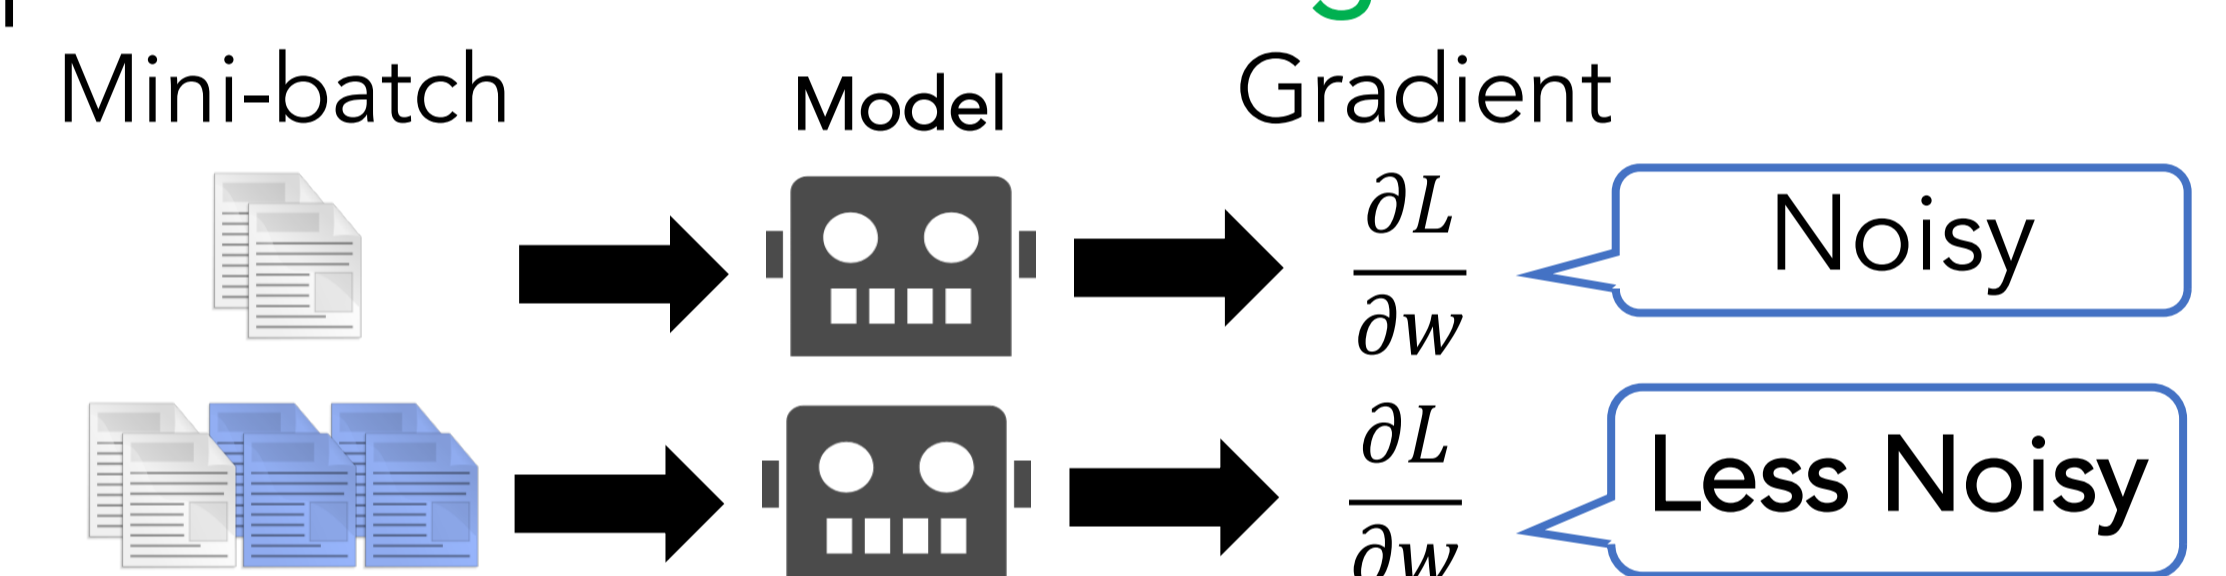 Mini-batch Model Gradient
∂L
∂w
Noisy
∂L
∂w
Less Noisy